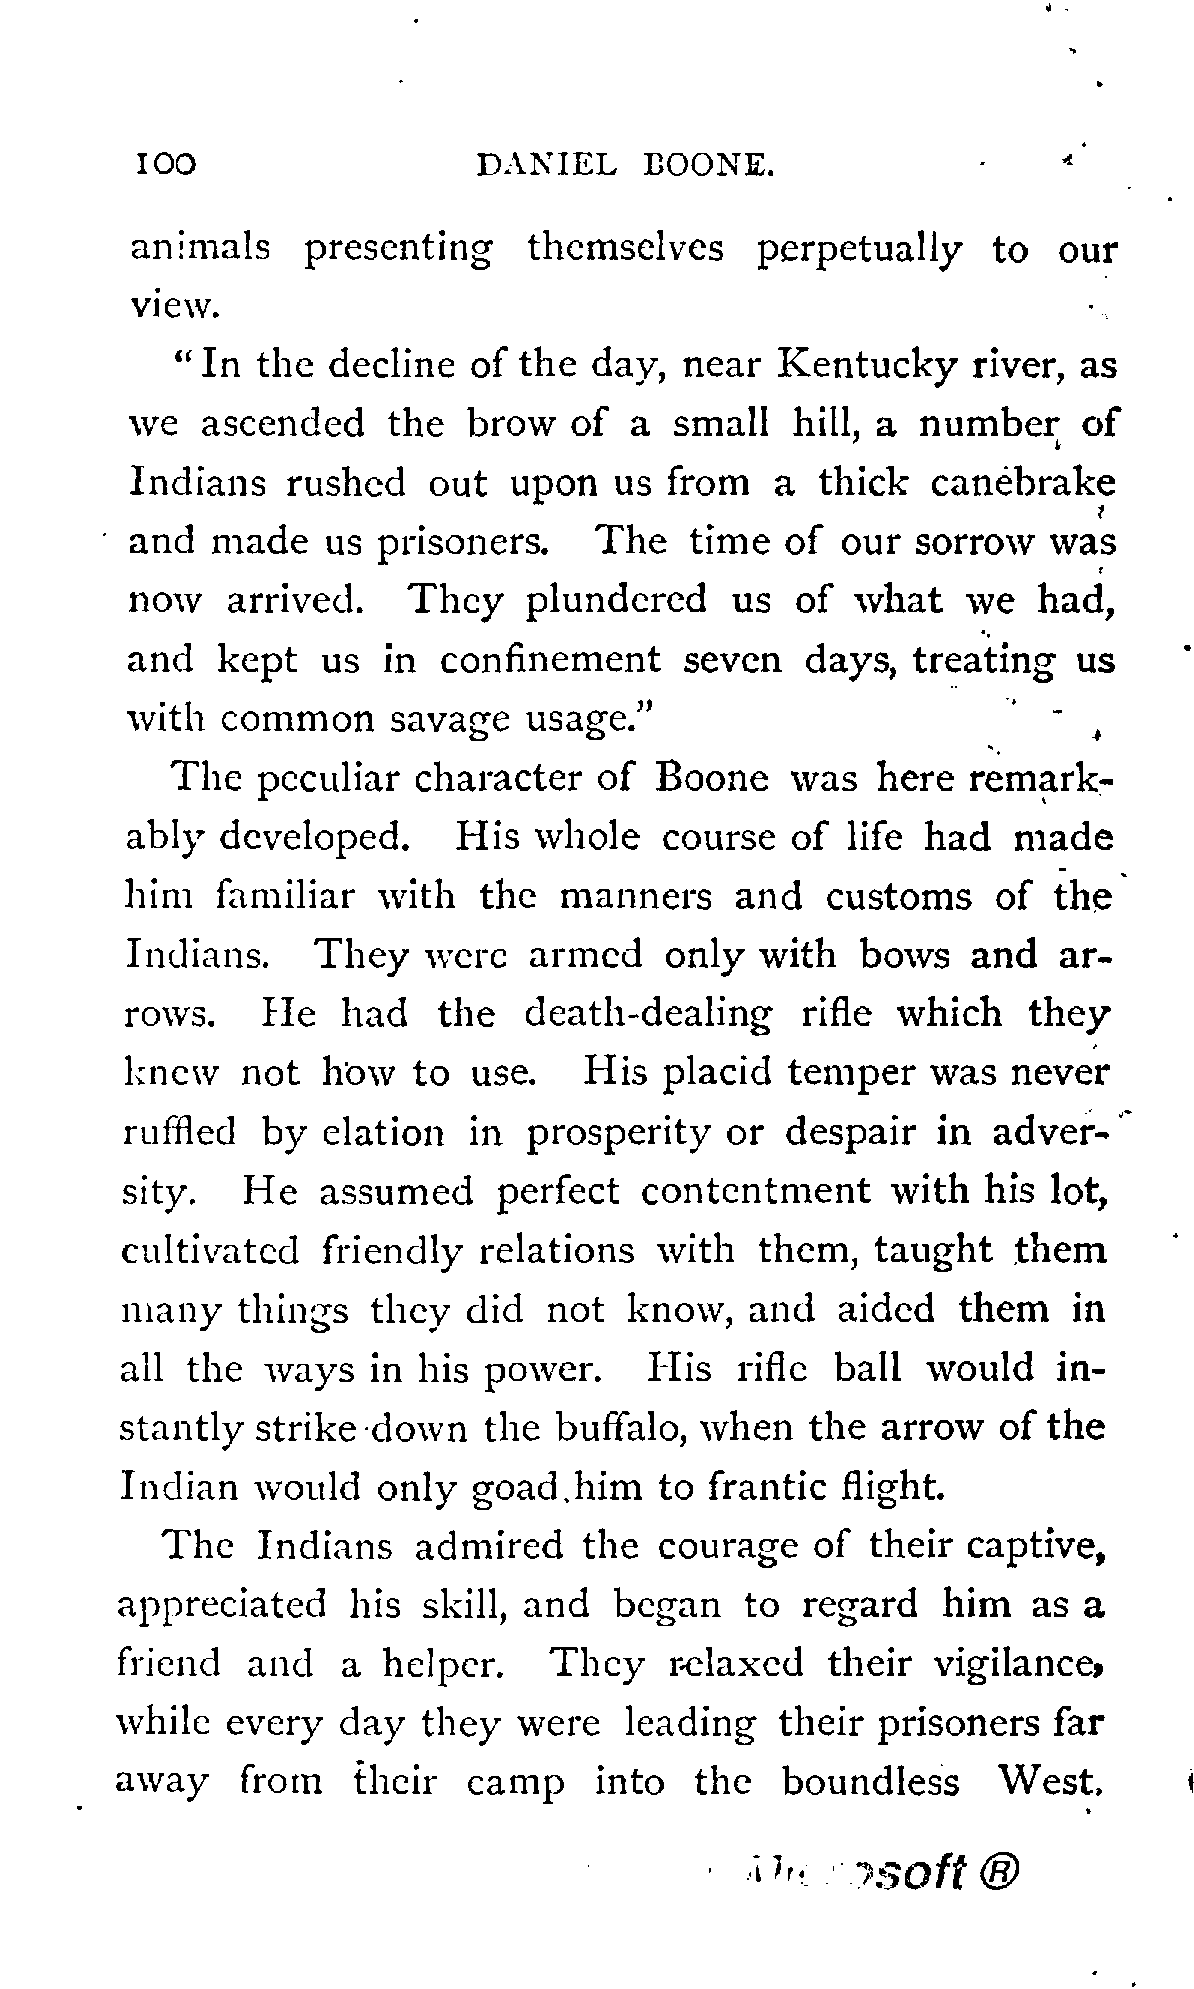 100 DANIEL BOONE.
animals presenting themselves perpetually to our
view.
“In the decline of the day, near Kentucky river, as
we ascended the brow of a small hill, a number of
Indians rushed out upon us from a thick canebrake
and made us prisoners. The time of our sorrow was
now arrived. They plundered us of what we had,
and kept us in confinement seven days, treating us
with common savage usage.”
The peculiar character of Boone was here remark-
ably developed. His whole course of life had made
him familiar with the manners and customs of the
Indians. They were armed only with bows and ar-
rows. He had the death-dealing rifle which they
knew not how to use. His placid temper was never
ruffled by elation in prosperity or despair in adver-
sity. He assumed perfect contentment with his lot,
cultivated friendly relations with them, taught them
many things they did not know, and aided them in
all the ways in his power. His rifle ball would in-
stantly strike down the buffalo, when the arrow of the
Indian would only goad him to frantic flight.
The Indians admired the courage of their captive,
appreciated his skill, and began to regard him as a
friend and a helper. They relaxed their vigilance,
while every day they were leading their prisoners far
away from their camp into the boundless West.
®